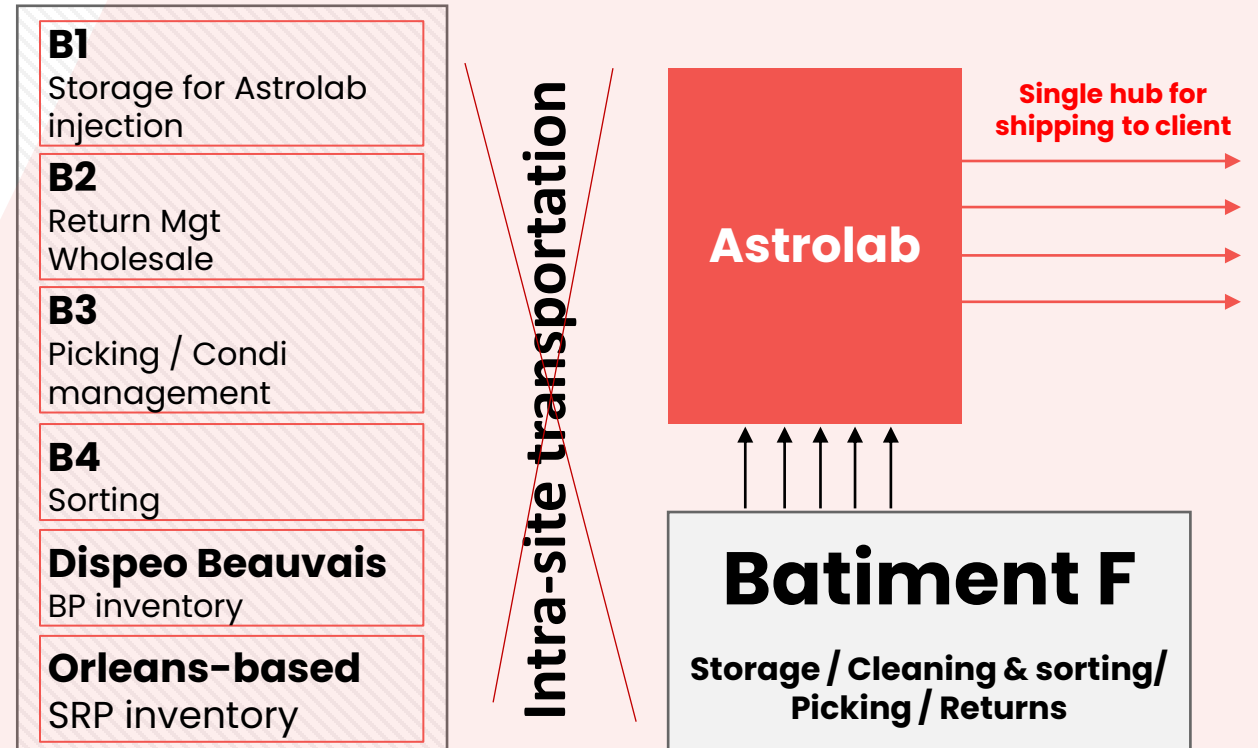 B1
Storage for Astrolab
injection
B2
Return Mgt
Wholesale
B3
Picking / Condi
management
B4
Sorting
Dispeo Beauvais
BP inventory
Orleans-based
SRP inventory
Intra-site transportation
Astrolab
Single hub for
shipping to client
Batiment F
Storage / Cleaning & sorting/
Picking / Returns